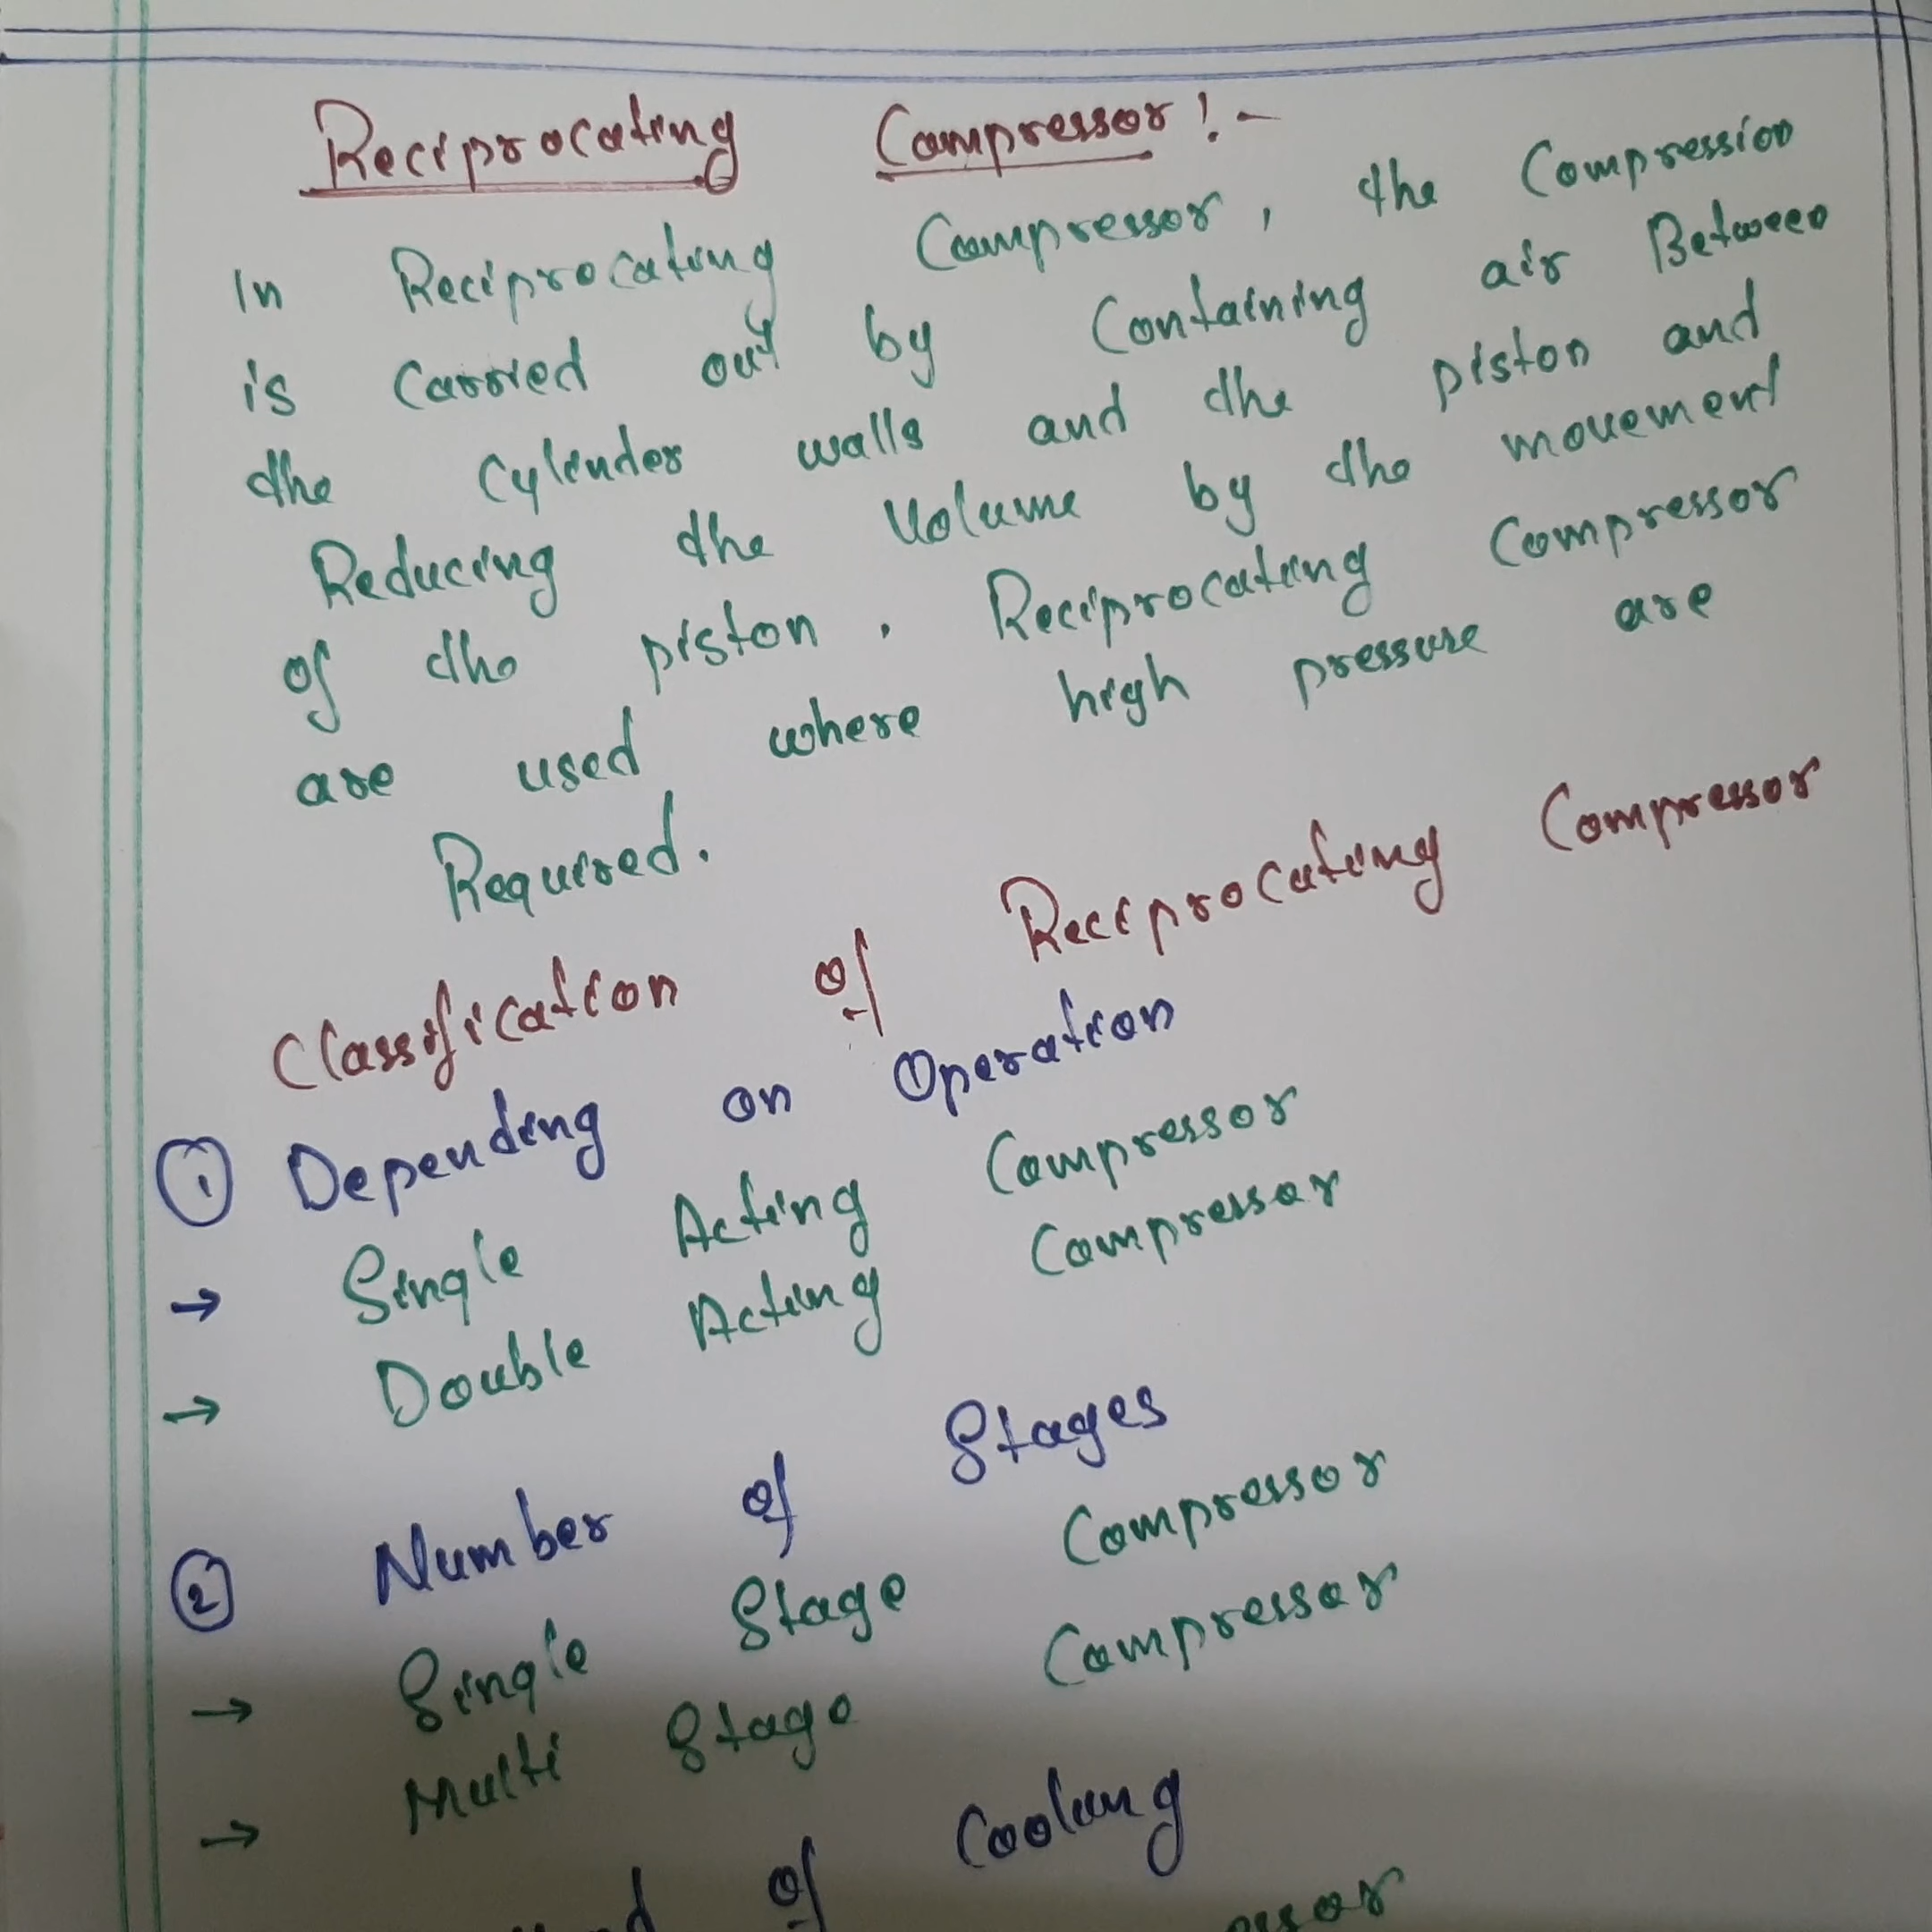 Reciprocating Compressor :-
In Reciprocating Compressor, the Compression
is Carried out by Containing air Between
the Cylinder walls and the piston and
Reducing the Volume by the movement
of the piston. Reciprocating Compressor
are used where high pressure are
Required.
Classification of Reciprocating Compressor
① Depending on Operation
→ Single Acting Compressor
→ Double Acting Compressor
② Number of Stages
→ Single Stage Compressor
→ Multi Stage Compressor
of Cooling